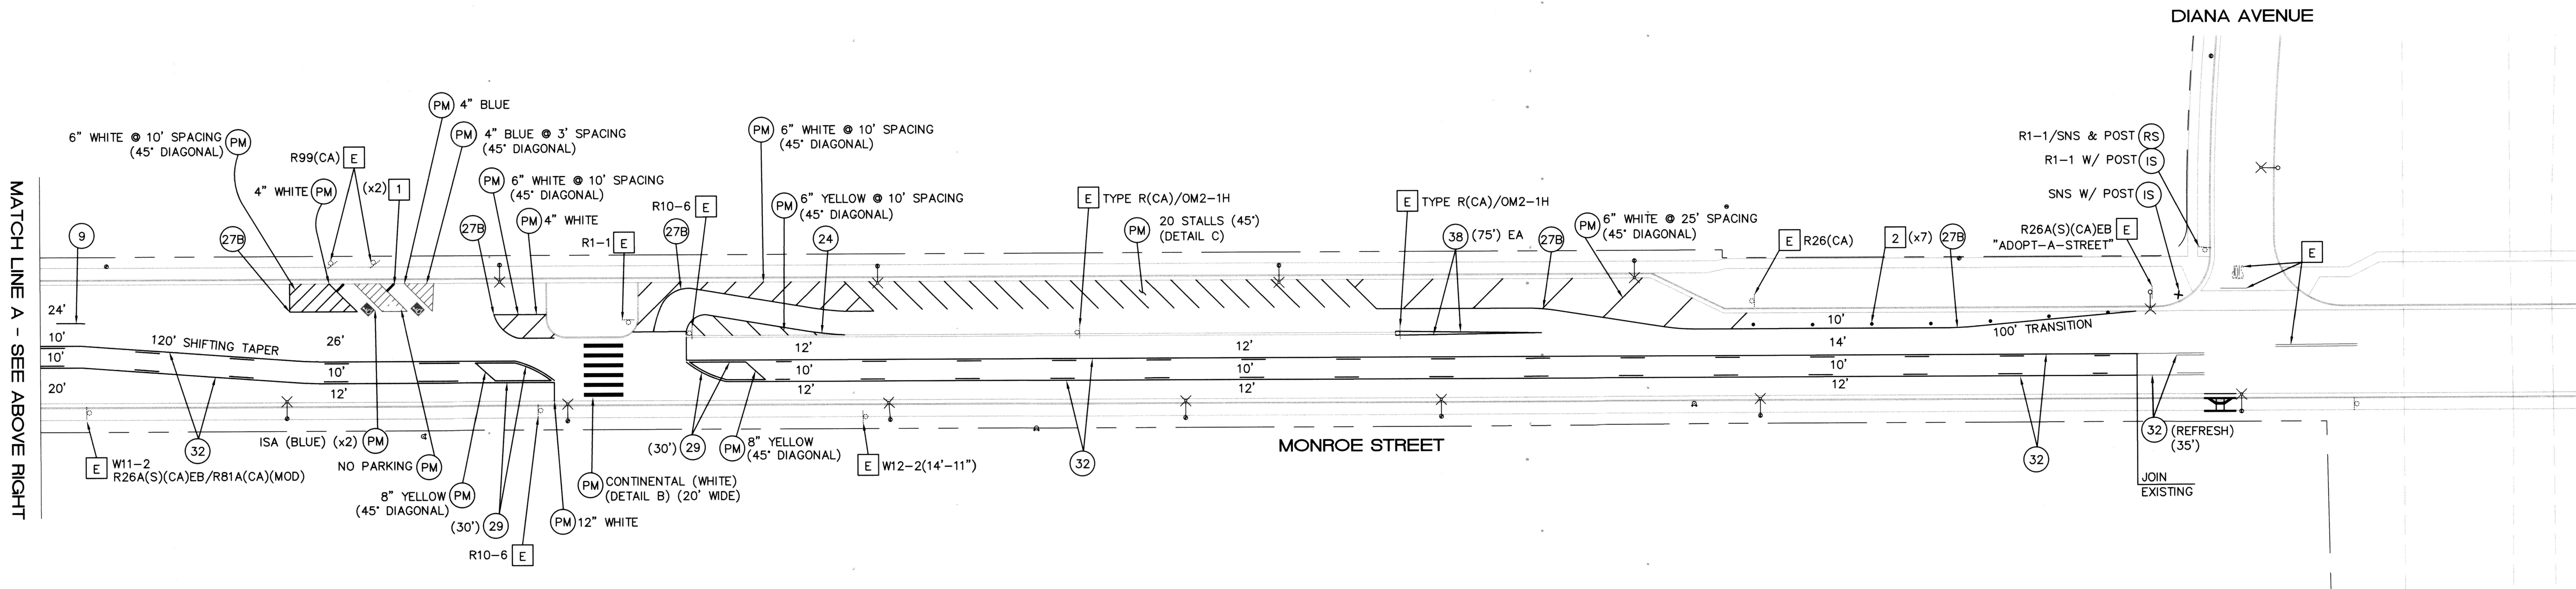 DIANA AVENUE
PM 4" BLUE
6" WHITE @ 10' SPACING PM
(45° DIAGONAL)
PM 4" BLUE @ 3' SPACING
(45° DIAGONAL)
PM 6" WHITE @ 10' SPACING
(45° DIAGONAL)
R99(CA) E
4" WHITE PM
(x2) 1
PM 6" WHITE @ 10' SPACING
(45° DIAGONAL)
PM 4" WHITE
R10-6 E
PM 6" YELLOW @ 10' SPACING
(45° DIAGONAL)
E TYPE R(CA)/OM2-1H
PM 20 STALLS (45°)
(DETAIL C)
E TYPE R(CA)/OM2-1H
PM 6" WHITE @ 25' SPACING
(45° DIAGONAL)
R1-1/SNS & POST RS
R1-1 W/ POST IS
SNS W/ POST IS
9
27B
27B
R1-1 E
27B
24
38 (75') EA
27B
E R26(CA)
2 (x7)
27B
R26A(S)(CA)EB E
"ADOPT-A-STREET"
E
MATCH LINE A - SEE ABOVE RIGHT
24'
10'
10'
20'
120' SHIFTING TAPER
26'
10'
12'
12'
10'
12'
12'
10'
12'
10'
14'
10'
12'
100' TRANSITION
E W11-2
R26A(S)(CA)EB/R81A(CA)(MOD)
32
ISA (BLUE) (x2) PM
NO PARKING PM
8" YELLOW PM
(45° DIAGONAL)
(30') 29
R10-6 E
PM 12" WHITE
PM CONTINENTAL (WHITE)
(DETAIL B) (20' WIDE)
(30') 29
PM 8" YELLOW
(45° DIAGONAL)
E W12-2(14'-11")
32
MONROE STREET
32
32 (REFRESH)
(35')
JOIN
EXISTING